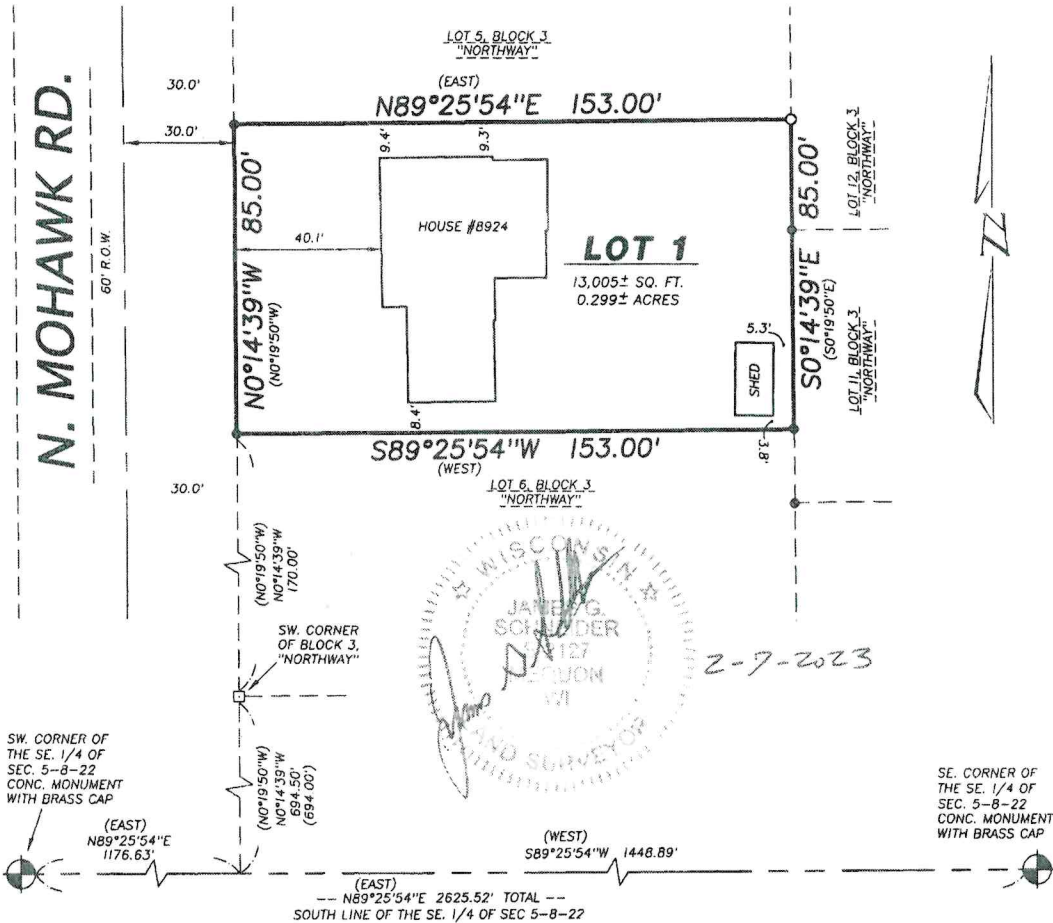 LOT 5, BLOCK 3
"NORTHWAY"
(EAST)
N89°25'54"E 153.00'
30.0'
30.0'
N. MOHAWK RD.
60' R.O.W.
85.00'
N0°14'39"W
(N0°19'50"W)
9.4'
9.3'
HOUSE #8924
40.1'
LOT 1
13,005± SQ. FT.
0.299± ACRES
85.00'
S0°14'39"E
(S0°19'50"E)
LOT 12, BLOCK 3
"NORTHWAY"
LOT 11, BLOCK 3
"NORTHWAY"
N
5.3'
SHED
3.8'
8.4'
S89°25'54"W 153.00'
(WEST)
LOT 6, BLOCK 3
"NORTHWAY"
30.0'
(N0°19'50"W)
N0°14'39"W
170.00'
SW. CORNER
OF BLOCK 3,
"NORTHWAY"
WISCONSIN
JAMES G.
SCHNEIDER
WI
LAND SURVEYOR
2-7-2023
(N0°19'50"W)
N0°14'39"W
694.50'
(694.00')
SW. CORNER OF
THE SE. 1/4 OF
SEC. 5-8-22
CONC. MONUMENT
WITH BRASS CAP
(EAST)
N89°25'54"E
1176.63'
(WEST)
S89°25'54"W 1448.89'
SE. CORNER OF
THE SE. 1/4 OF
SEC. 5-8-22
CONC. MONUMENT
WITH BRASS CAP
(EAST)
-- N89°25'54"E 2625.52' TOTAL --
SOUTH LINE OF THE SE. 1/4 OF SEC 5-8-22